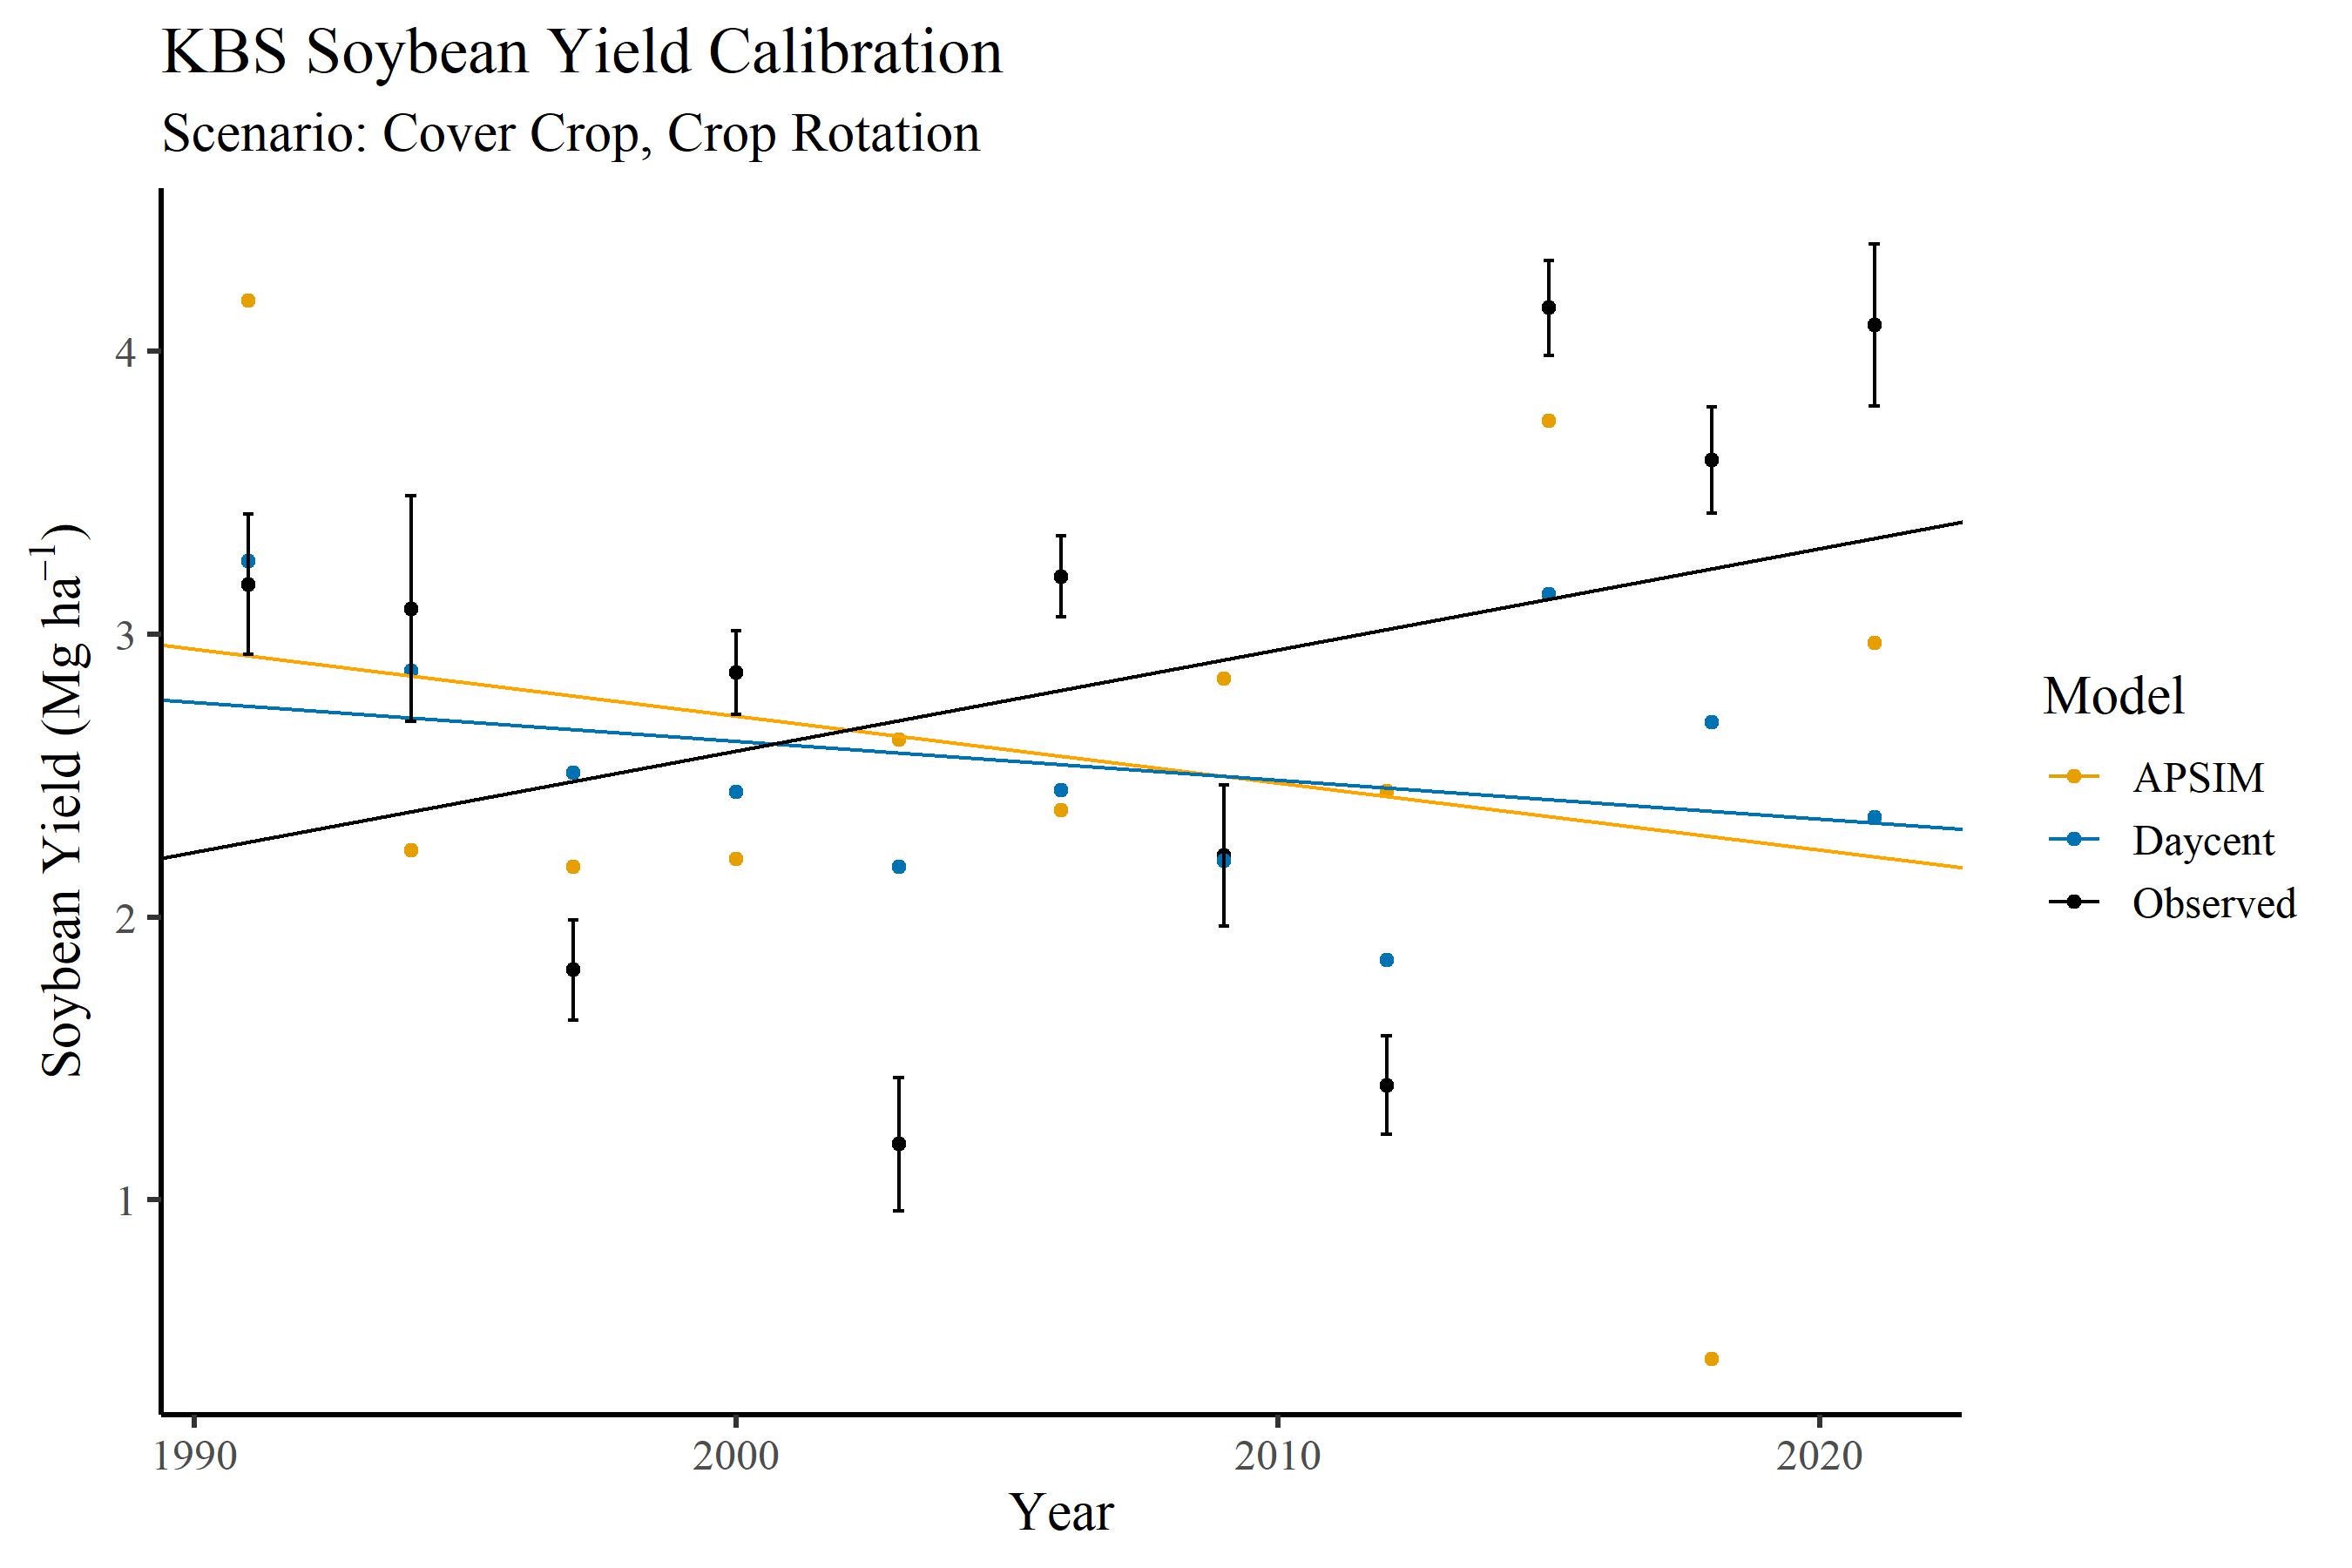 KBS Soybean Yield Calibration
Scenario: Cover Crop, Crop Rotation
Soybean Yield (Mg ha⁻¹)
4
3
2
1
1990 2000 2010 2020
Year
Model
APSIM
Daycent
Observed